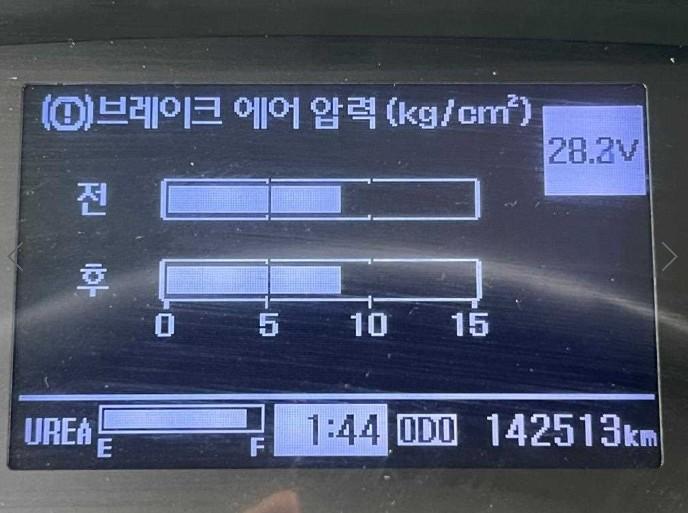 (!)브레이크 에어 압력 (kg/cm²)
28.2V
전
후
0 5 10 15
UREA E F 1:44 ODO 142513km